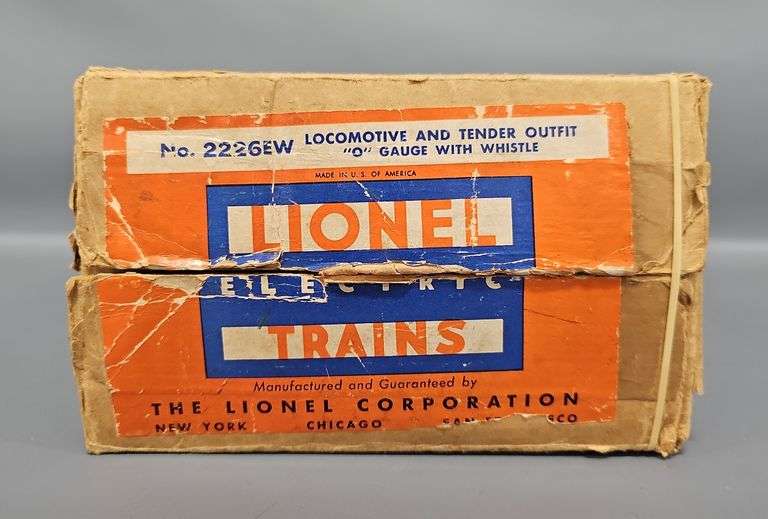 No. 2226EW LOCOMOTIVE AND TENDER OUTFIT
"O" GAUGE WITH WHISTLE
MADE IN U. S. OF AMERICA
LIONEL
ELECTRIC
TRAINS
Manufactured and Guaranteed by
THE LIONEL CORPORATION
NEW YORK CHICAGO